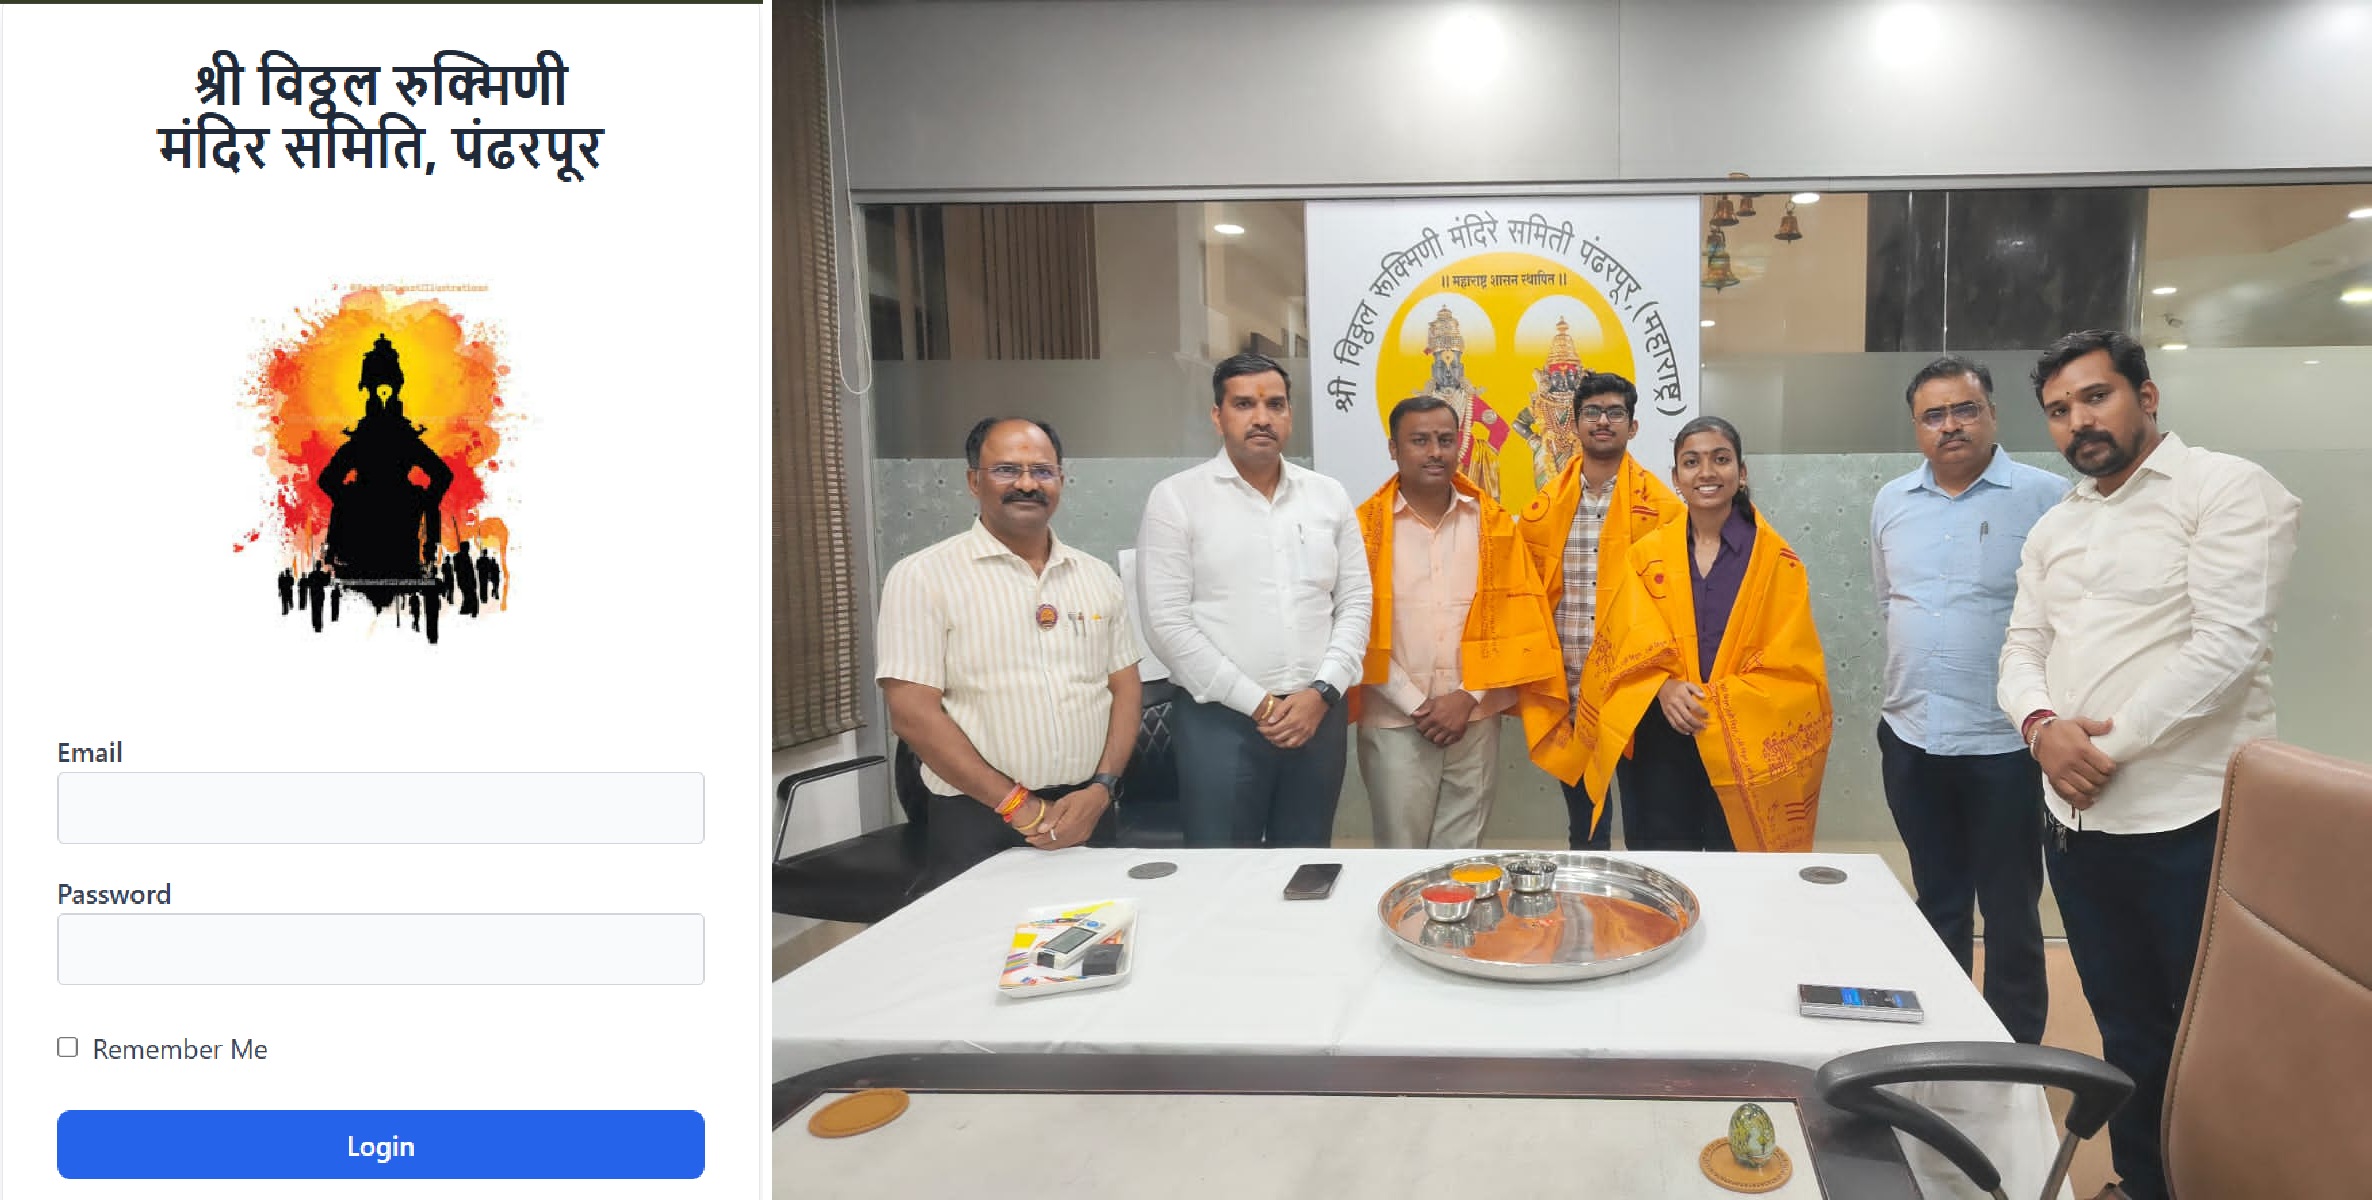 श्री विठ्ठल रुक्मिणी
मंदिर समिति, पंढरपूर
Email
Password
Remember Me
Login
श्री विठ्ठल रूक्मिणी मंदिरे समिती पंढरपूर,(महाराष्ट्र)
॥ महाराष्ट्र शासन स्थापित ॥